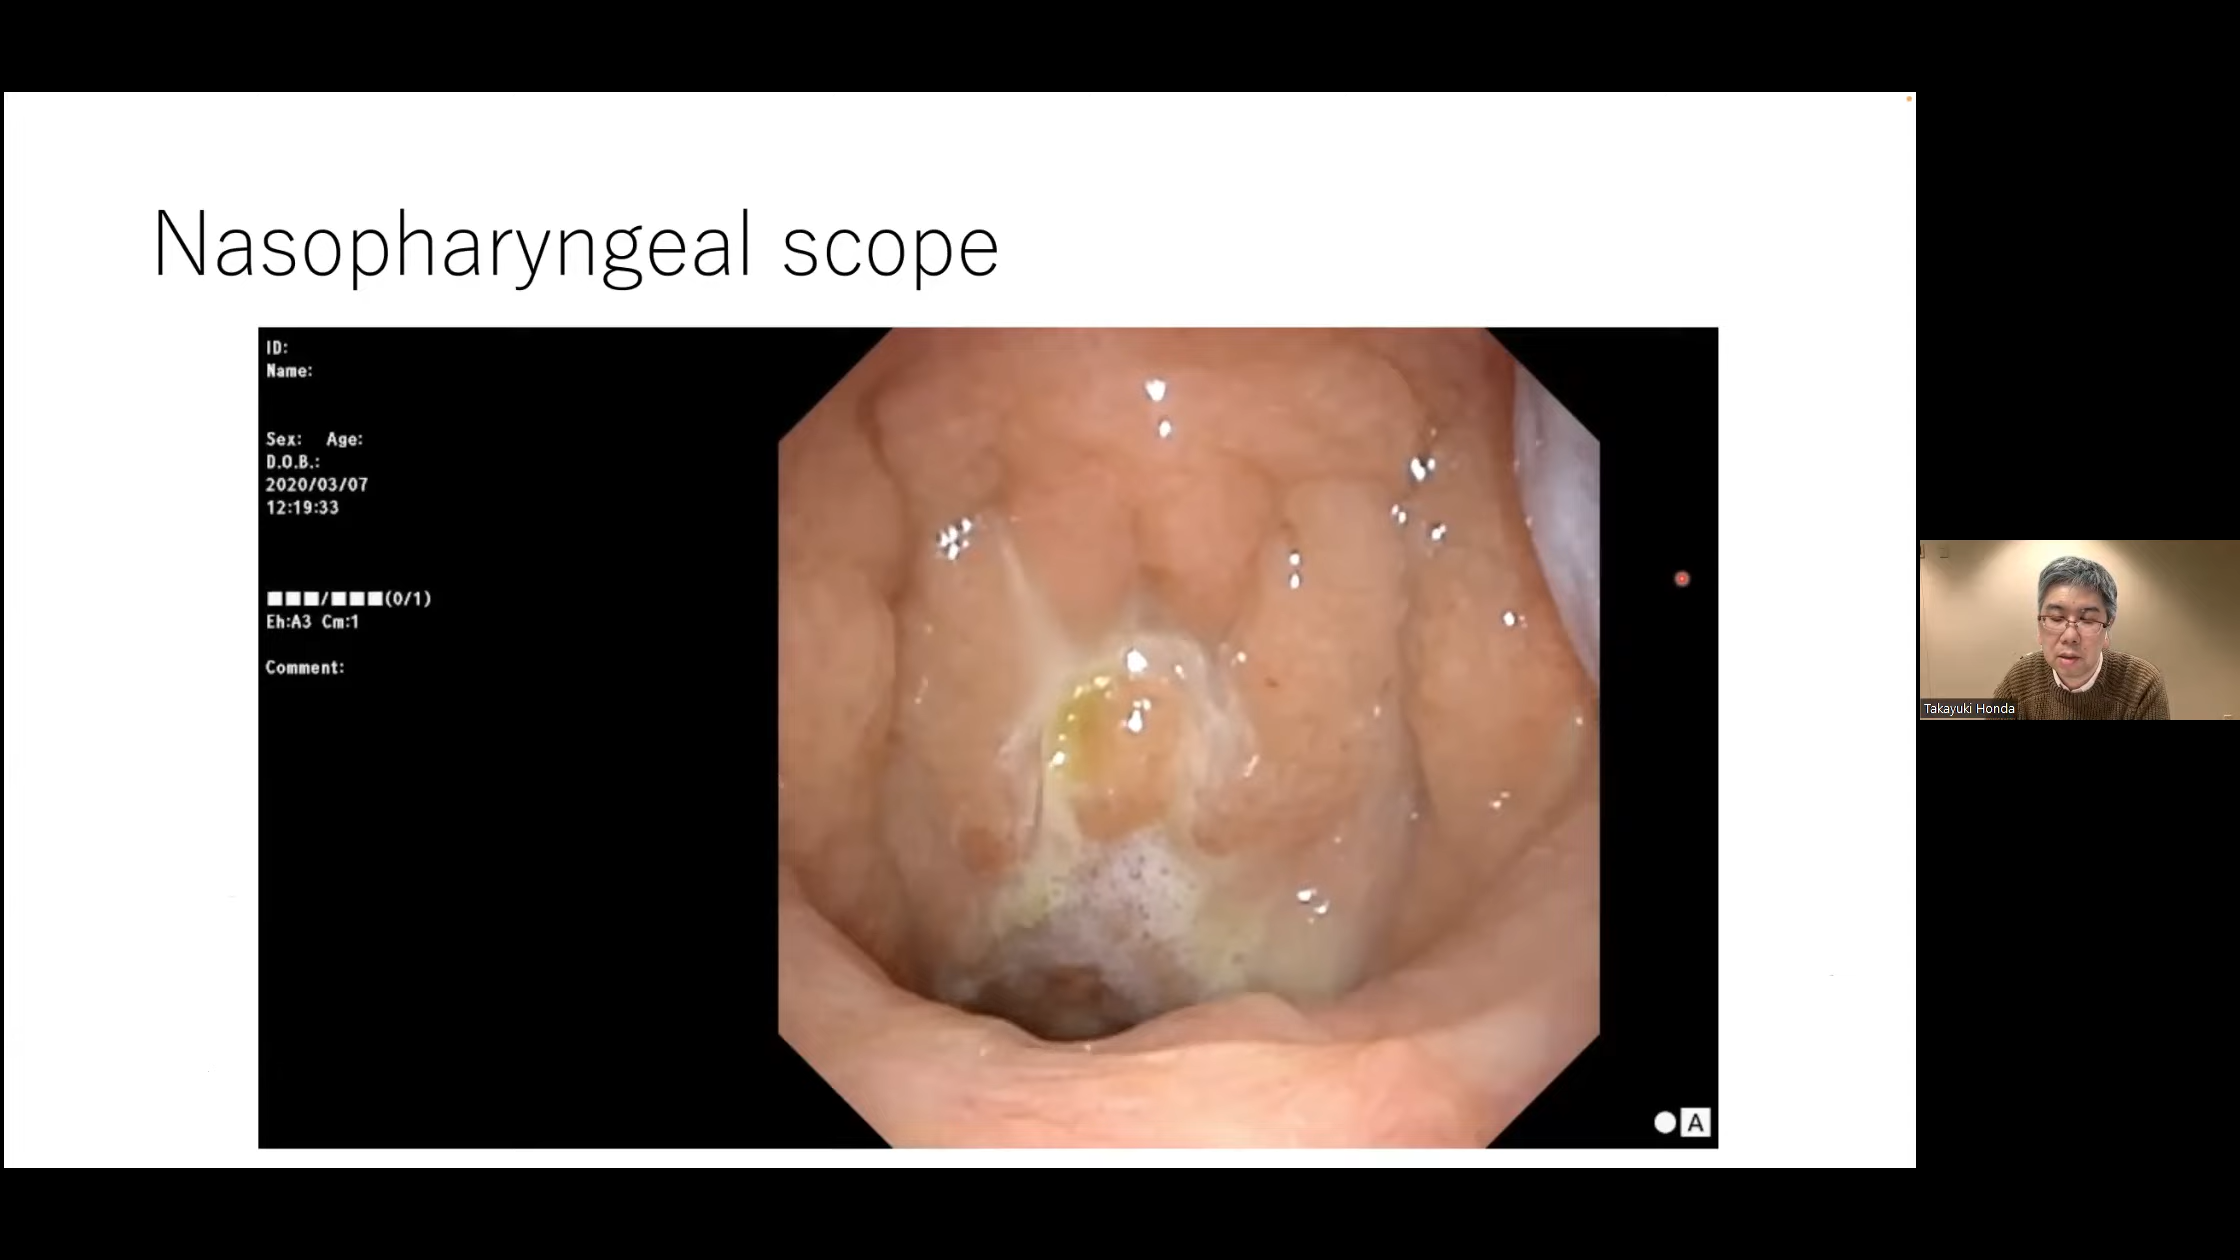 Nasopharyngeal scope
ID:
Name:
Sex: Age:
D.O.B.:
2020/03/07
12:19:33
■■■/■■■(0/1)
Eh:A3 Cm:1
Comment:
A
Takayuki Honda